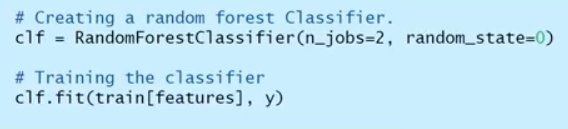 # Creating a random forest Classifier.
clf = RandomForestClassifier(n_jobs=2, random_state=0)
# Training the classifier
clf.fit(train[features], y)